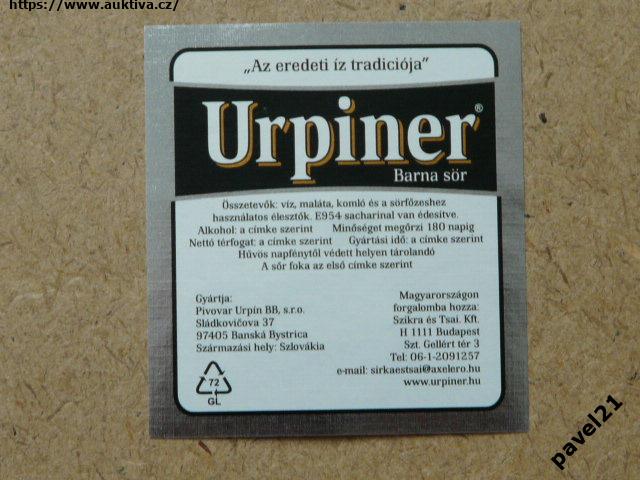 https://www.auktiva.cz/
„Az eredeti íz tradiciója”
Urpiner®
Barna sör
Összetevők: víz, maláta, komló és a sörfőzeshez
használatos élesztők. E954 sacharinal van édesítve.
Alkohol: a címke szerint Minőséget megőrzi 180 napig
Nettó térfogat: a címke szerint Gyártási idő: a címke szerint
Hűvös napfénytől védett helyen tárolandó
A sőr foka az első címke szerint
Gyártja:
Pivovar Urpín BB, s.r.o.
Sládkovičova 37
97405 Banská Bystrica
Származási hely: Szlovákia
Magyarországon
forgalomba hozza:
Szikra és Tsai. Kft.
H 1111 Budapest
Szt. Gellért tér 3
Tel: 06-1-2091257
e-mail: sirkaestsai@axelero.hu
www.urpiner.hu
72
GL
pavel21